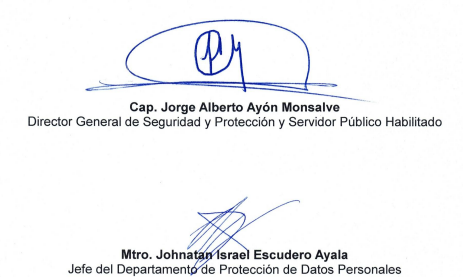 Cap. Jorge Alberto Ayón Monsalve
Director General de Seguridad y Protección y Servidor Público Habilitado
Mtro. Johnatan Israel Escudero Ayala
Jefe del Departamento de Protección de Datos Personales